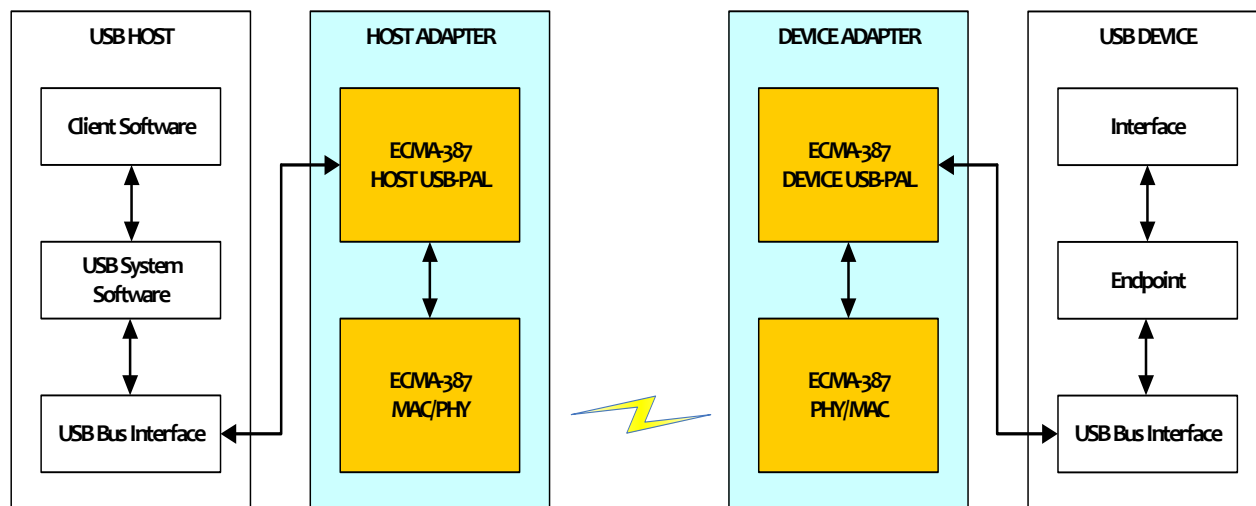 USB HOST
Client Software
USB System
Software
USB Bus Interface
HOST ADAPTER
ECMA-387
HOST USB-PAL
ECMA-387
MAC/PHY
DEVICE ADAPTER
ECMA-387
DEVICE USB-PAL
ECMA-387
PHY/MAC
USB DEVICE
Interface
Endpoint
USB Bus Interface